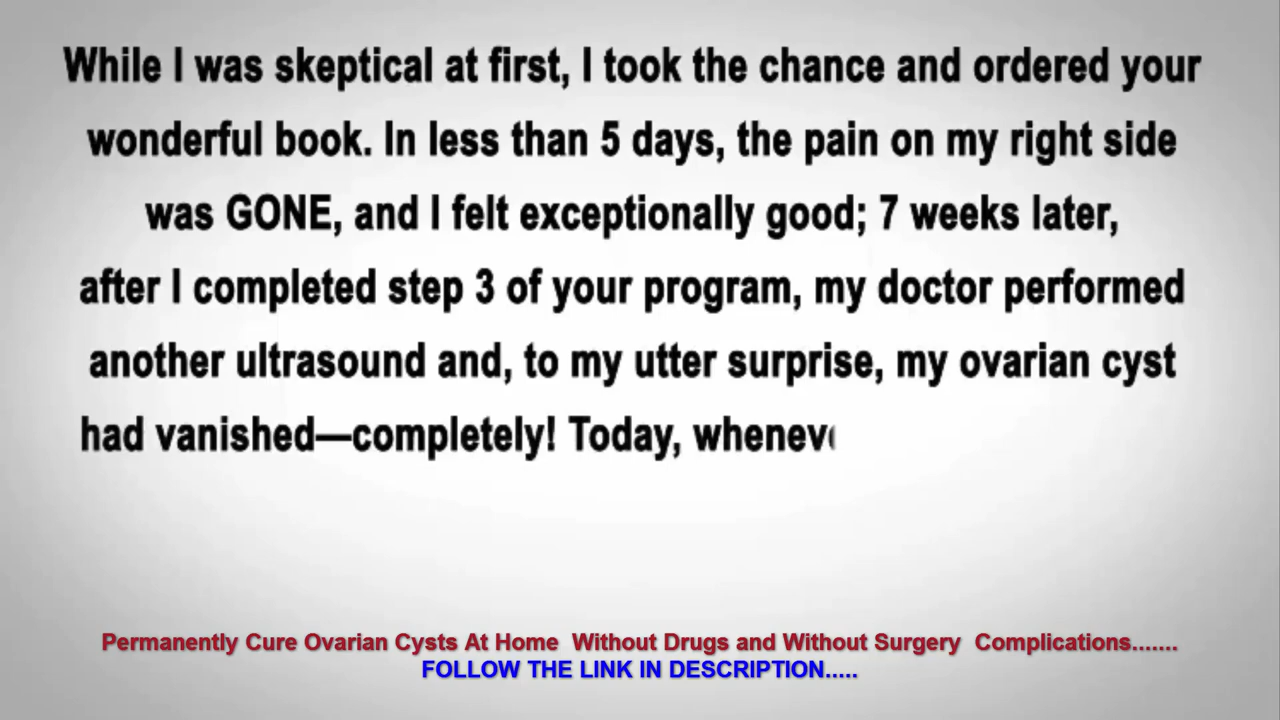 While I was skeptical at first, I took the chance and ordered your
wonderful book. In less than 5 days, the pain on my right side
was GONE, and I felt exceptionally good; 7 weeks later,
after I completed step 3 of your program, my doctor performed
another ultrasound and, to my utter surprise, my ovarian cyst
had vanished—completely! Today,
Permanently Cure Ovarian Cysts At Home Without Drugs and Without Surgery Complications.......
FOLLOW THE LINK IN DESCRIPTION.....